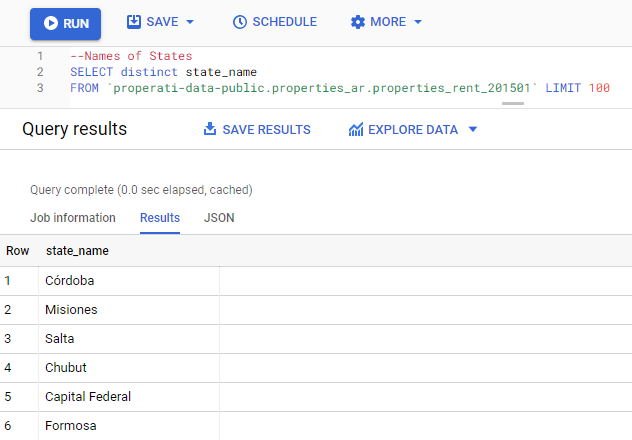 RUN SAVE SCHEDULE MORE
1 --Names of States
2 SELECT distinct state_name
3 FROM `properati-data-public.properties_ar.properties_rent_201501` LIMIT 100
Query results SAVE RESULTS EXPLORE DATA
Query complete (0.0 sec elapsed, cached)
Job information Results JSON
Row state_name
1 Córdoba
2 Misiones
3 Salta
4 Chubut
5 Capital Federal
6 Formosa